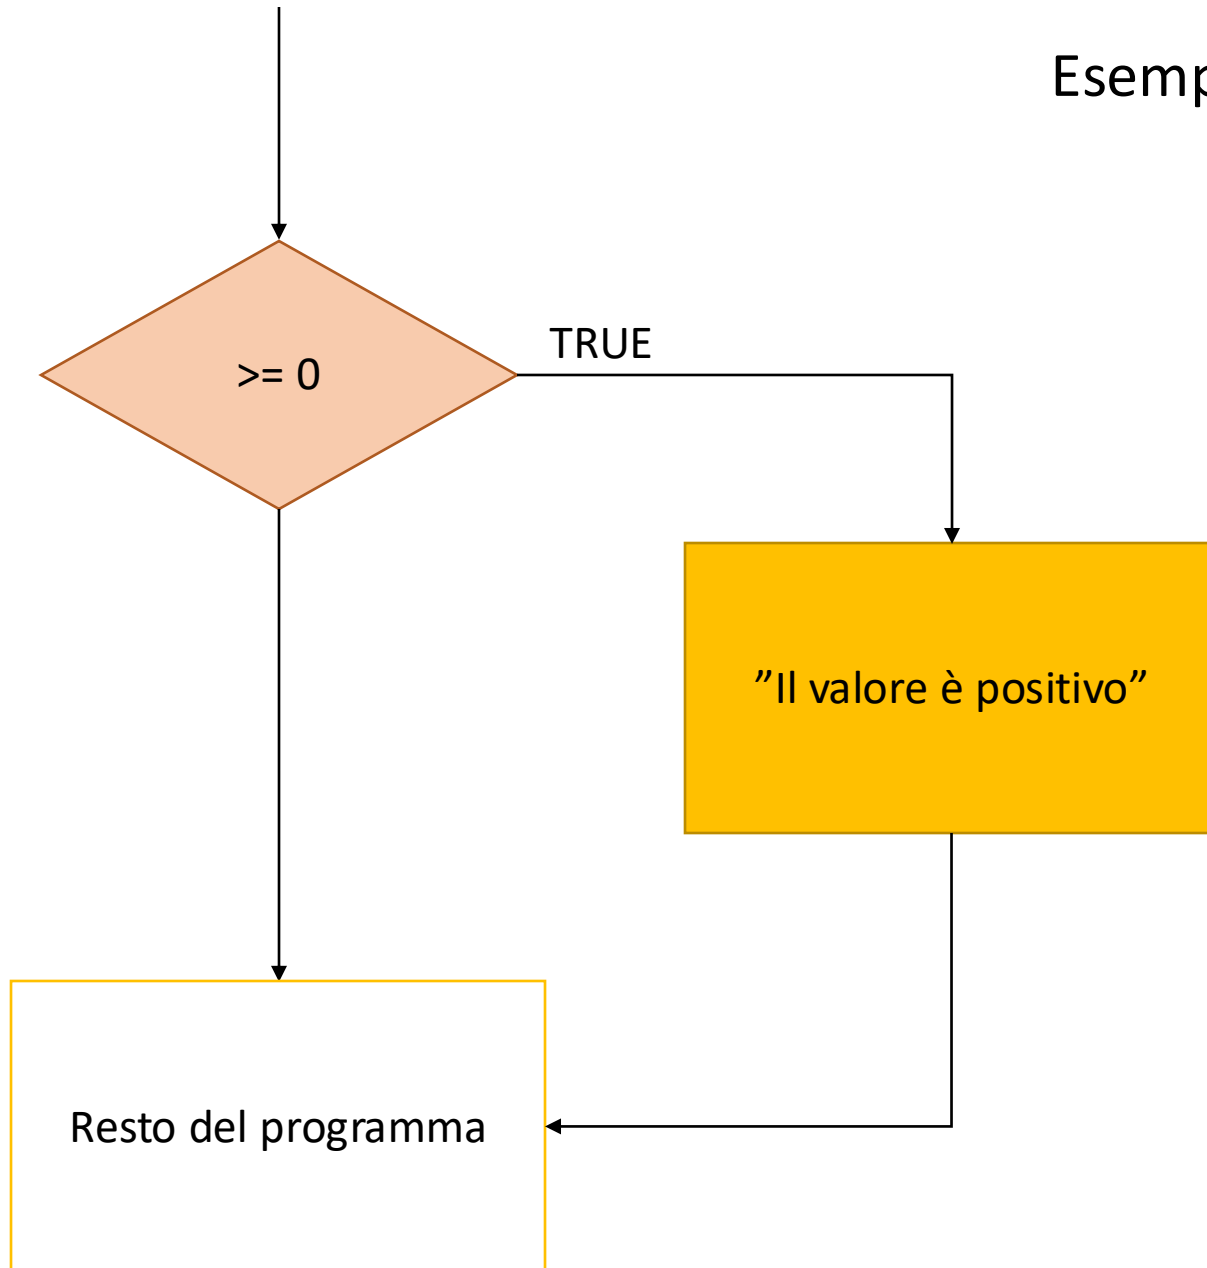 Esemp
TRUE
>= 0
”Il valore è positivo”
Resto del programma